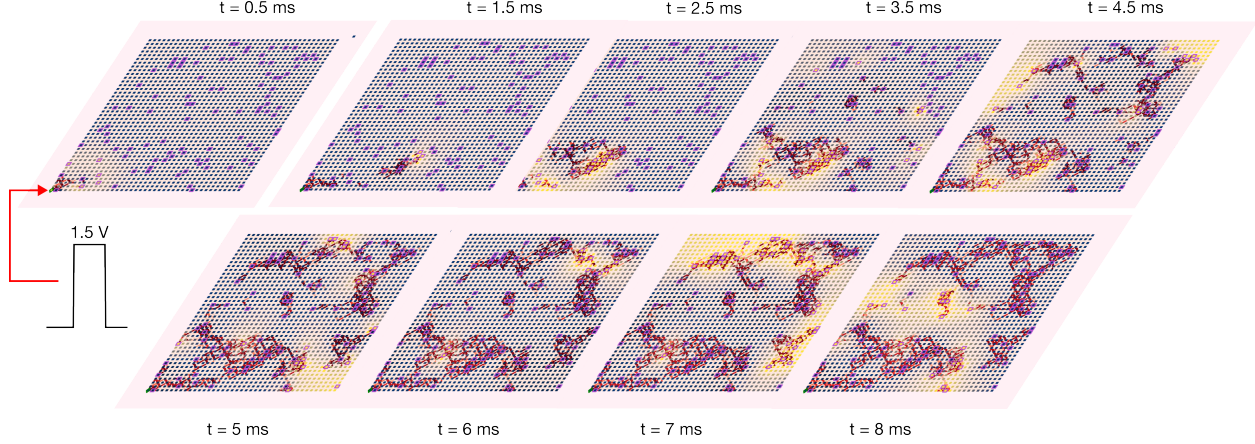 t = 0.5 ms
t = 1.5 ms
t = 2.5 ms
t = 3.5 ms
t = 4.5 ms
1.5 V
t = 5 ms
t = 6 ms
t = 7 ms
t = 8 ms